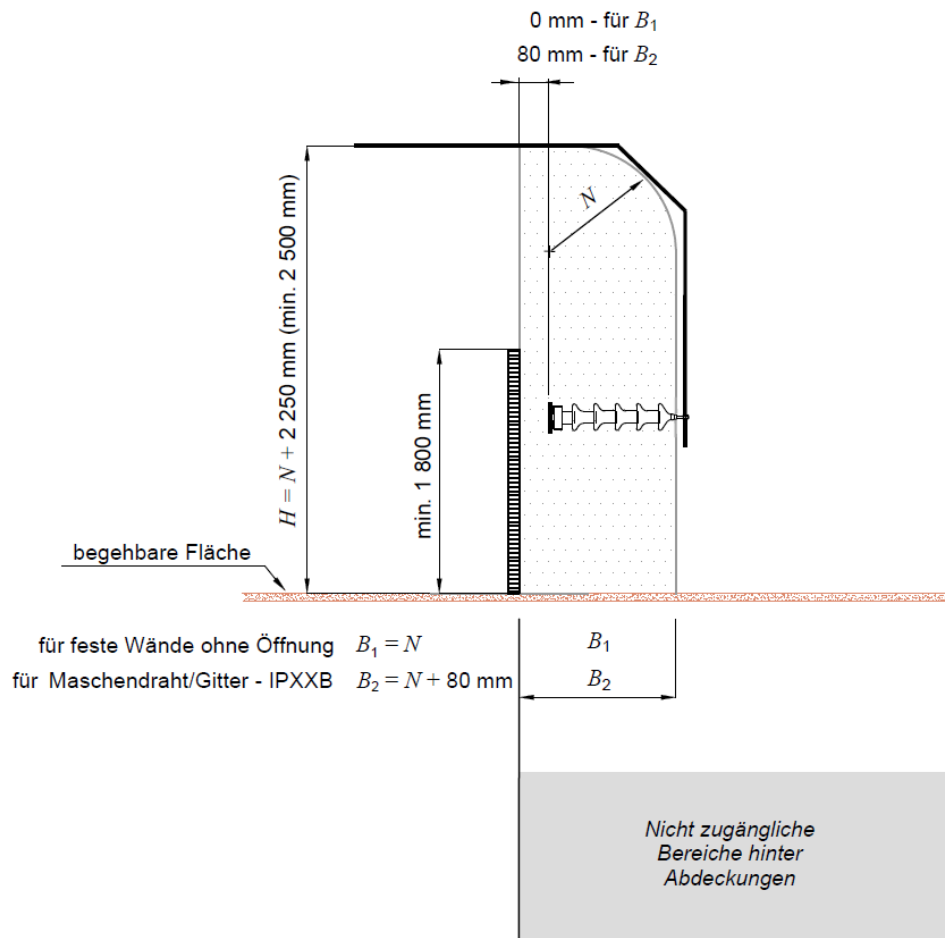 0 mm - für B₁
80 mm - für B₂
N
H = N + 2 250 mm (min. 2 500 mm)
min. 1 800 mm
begehbare Fläche
für feste Wände ohne Öffnung B₁ = N
B₁
für Maschendraht/Gitter - IPXXB B₂ = N + 80 mm
B₂
Nicht zugängliche
Bereiche hinter
Abdeckungen